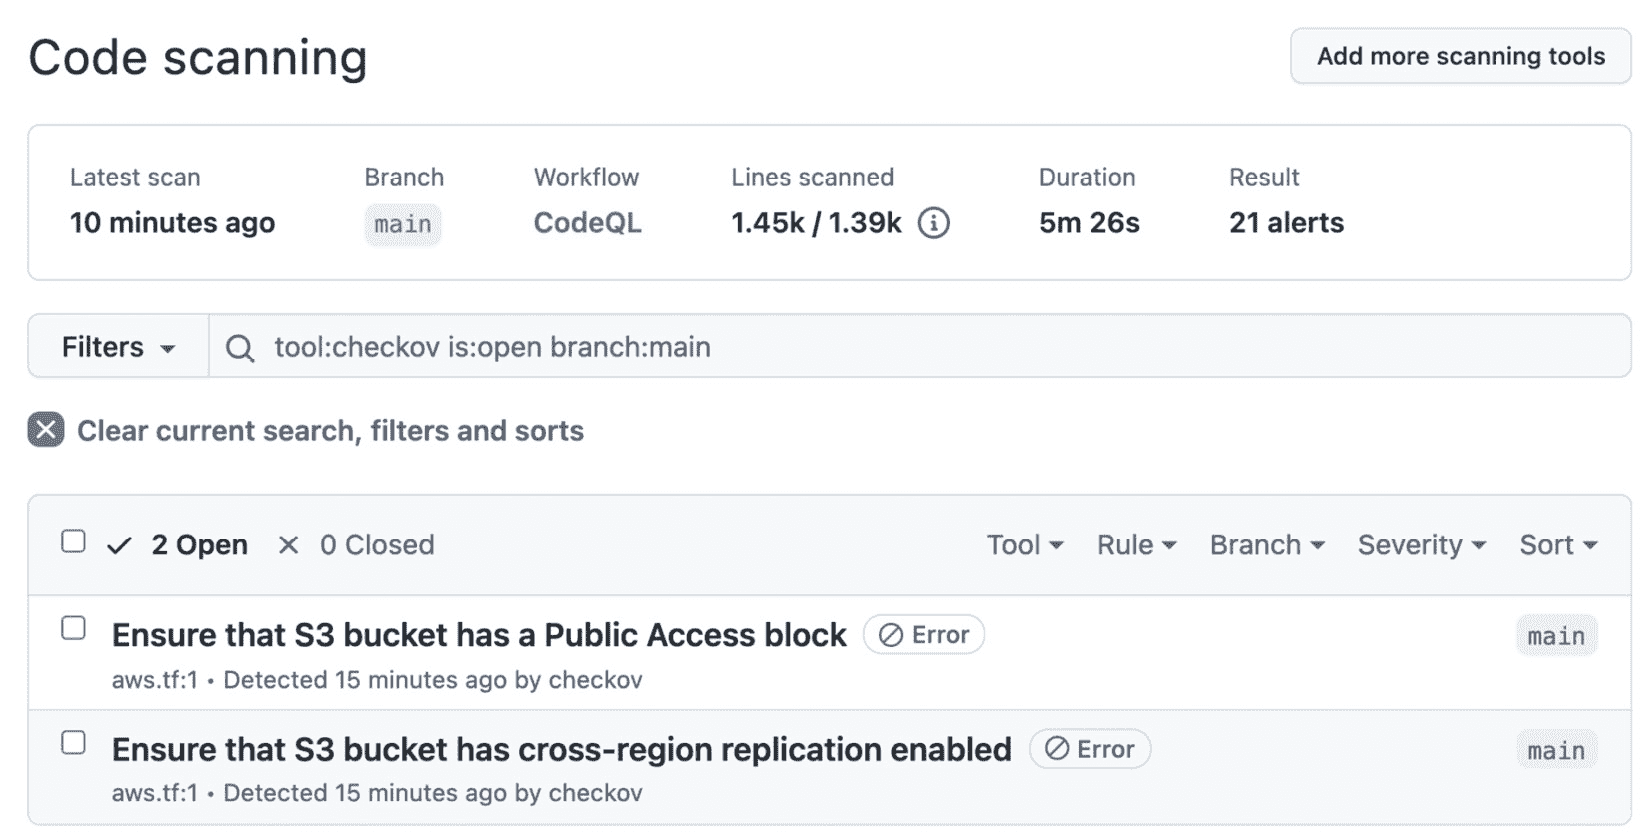 Code scanning
Add more scanning tools
Latest scan
10 minutes ago
Branch
main
Workflow
CodeQL
Lines scanned
1.45k / 1.39k
Duration
5m 26s
Result
21 alerts
Filters
tool:checkov is:open branch:main
Clear current search, filters and sorts
2 Open 0 Closed Tool Rule Branch Severity Sort
Ensure that S3 bucket has a Public Access block Error main
aws.tf:1 • Detected 15 minutes ago by checkov
Ensure that S3 bucket has cross-region replication enabled Error main
aws.tf:1 • Detected 15 minutes ago by checkov